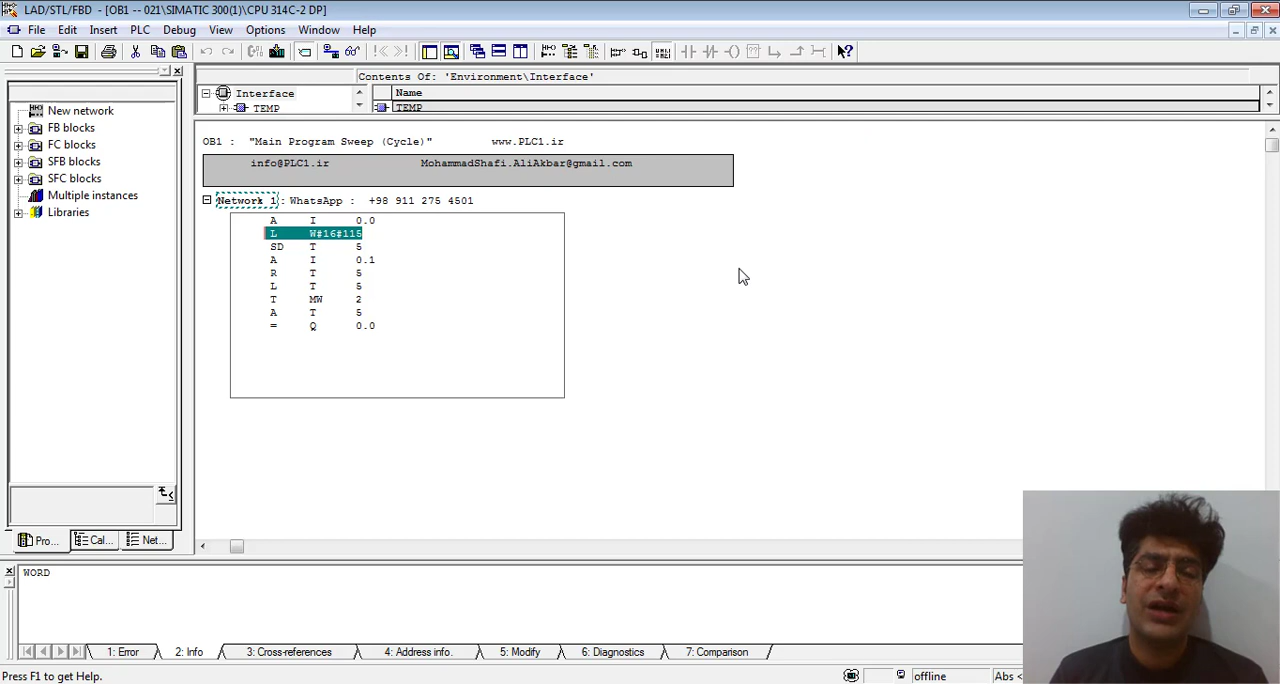 LAD/STL/FBD - [OB1 -- 021\SIMATIC 300(1)\CPU 314C-2 DP]
File Edit Insert PLC Debug View Options Window Help
Contents Of: 'Environment\Interface'
Interface
TEMP
Name
TEMP
New network
FB blocks
FC blocks
SFB blocks
SFC blocks
Multiple instances
Libraries
OB1 : "Main Program Sweep (Cycle)" www.PLC1.ir
info@PLC1.ir MohammadShafi.AliAkbar@gmail.com
Network 1: WhatsApp : +98 911 275 4501
A I 0.0
L W#16#115
SD T 5
A I 0.1
R T 5
L T 5
T MW 2
A T 5
= Q 0.0
Pro... Cal... Net...
WORD
1: Error 2: Info 3: Cross-references 4: Address info. 5: Modify 6: Diagnostics 7: Comparison
Press F1 to get Help. offline Abs <